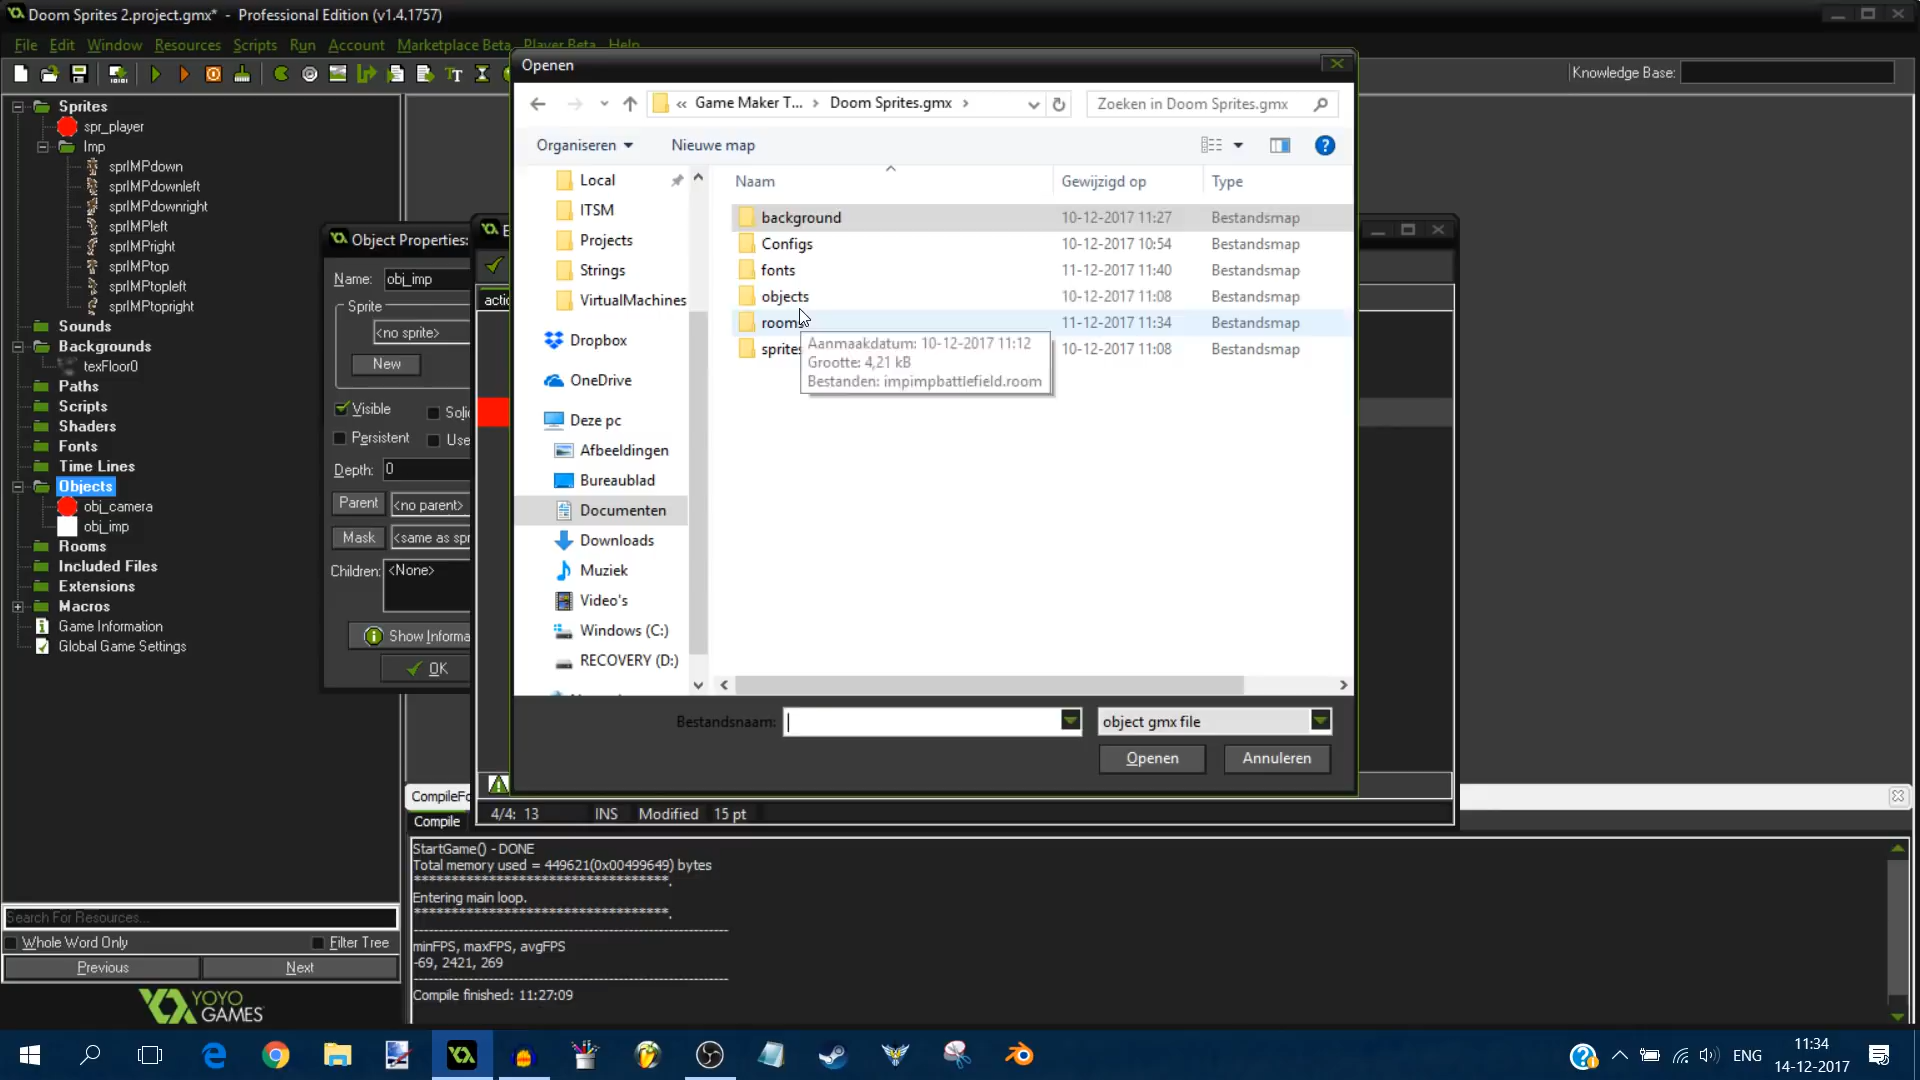 Doom Sprites 2.project.gmx* - Professional Edition (v1.4.1757)
File Edit Window Resources Scripts Run Account Marketplace Beta Player Beta Help
Knowledge Base:
Sprites
spr_player
Imp
sprIMPdown
sprIMPdownleft
sprIMPdownright
sprIMPleft
sprIMPright
sprIMPtop
sprIMPtopleft
sprIMPtopright
Sounds
Backgrounds
texFloor0
Paths
Scripts
Shaders
Fonts
Time Lines
Objects
obj_camera
obj_imp
Rooms
Included Files
Extensions
Macros
Game Information
Global Game Settings
Search For Resources...
Whole Word Only Filter Tree
Previous Next
YOYO
GAMES
Object Properties:
Name: obj_imp
Sprite
<no sprite>
New
Visible
Persistent Use
Depth: 0
Parent <no parent>
Mask <same as spr
Children: <None>
Show Informa
OK
Openen
« Game Maker T... › Doom Sprites.gmx ›
Zoeken in Doom Sprites.gmx
Organiseren Nieuwe map
Local
ITSM
Projects
Strings
VirtualMachines
Dropbox
OneDrive
Deze pc
Afbeeldingen
Bureaublad
Documenten
Downloads
Muziek
Video's
Windows (C:)
RECOVERY (D:)
Naam Gewijzigd op Type
background 10-12-2017 11:27 Bestandsmap
Configs 10-12-2017 10:54 Bestandsmap
fonts 11-12-2017 11:40 Bestandsmap
objects 10-12-2017 11:08 Bestandsmap
rooms 11-12-2017 11:34 Bestandsmap
sprites 10-12-2017 11:08 Bestandsmap
Aanmaakdatum: 10-12-2017 11:12
Grootte: 4,21 kB
Bestanden: impimpbattlefield.room
Bestandsnaam:
object gmx file
Openen Annuleren
4/4: 13 INS Modified 15 pt
Compile
StartGame() - DONE
Total memory used = 449621(0x00499649) bytes
***********************************.
Entering main loop.
***********************************.
minFPS, maxFPS, avgFPS
-69, 2421, 269
Compile finished: 11:27:09
ENG
11:34
14-12-2017